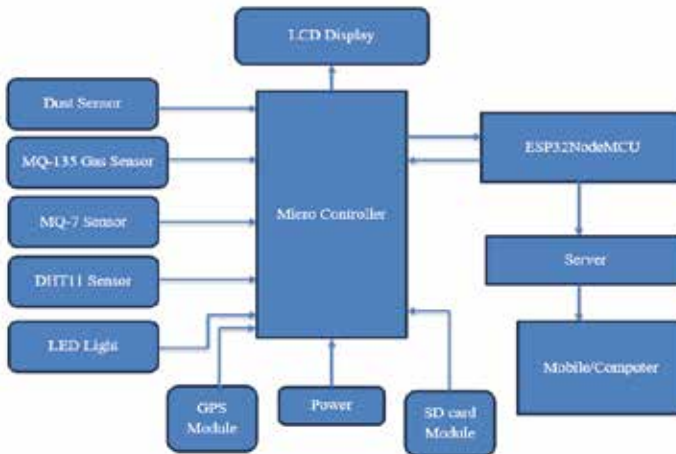 LCD Display
Dust Sensor
MQ-135 Gas Sensor
MQ-7 Sensor
DHT11 Sensor
LED Light
Micro Controller
ESP32NodeMCU
Server
Mobile/Computer
GPS
Module
Power
SD card
Module